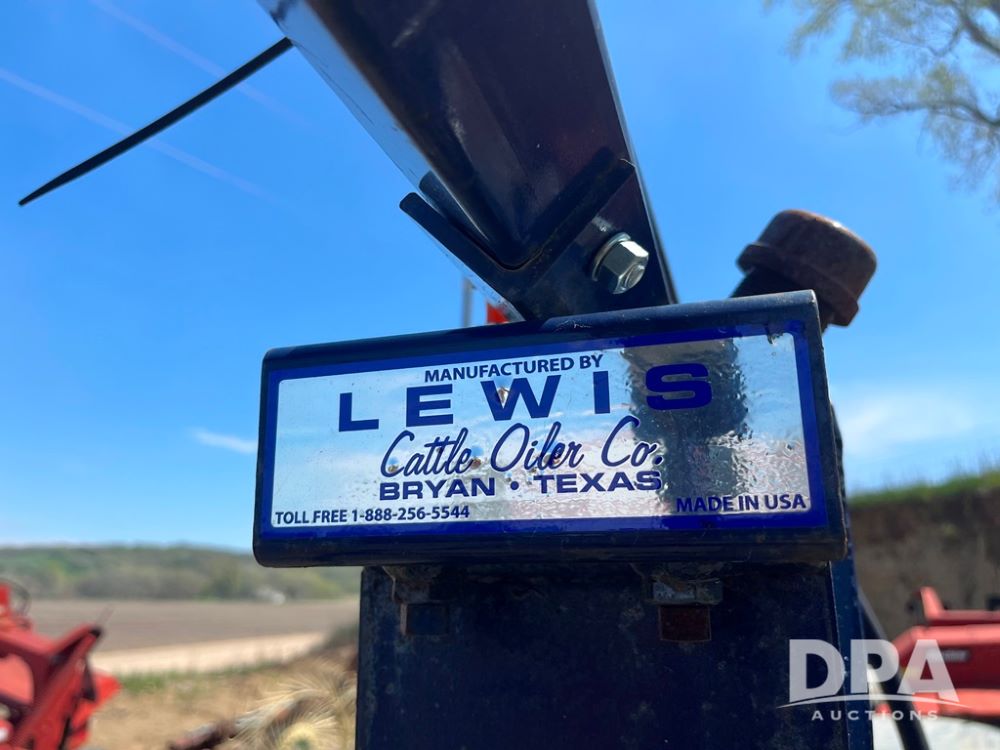 MANUFACTURED BY
LEWIS
Cattle Oiler Co.
BRYAN • TEXAS
TOLL FREE 1-888-256-5544 MADE IN USA
DPA
AUCTIONS